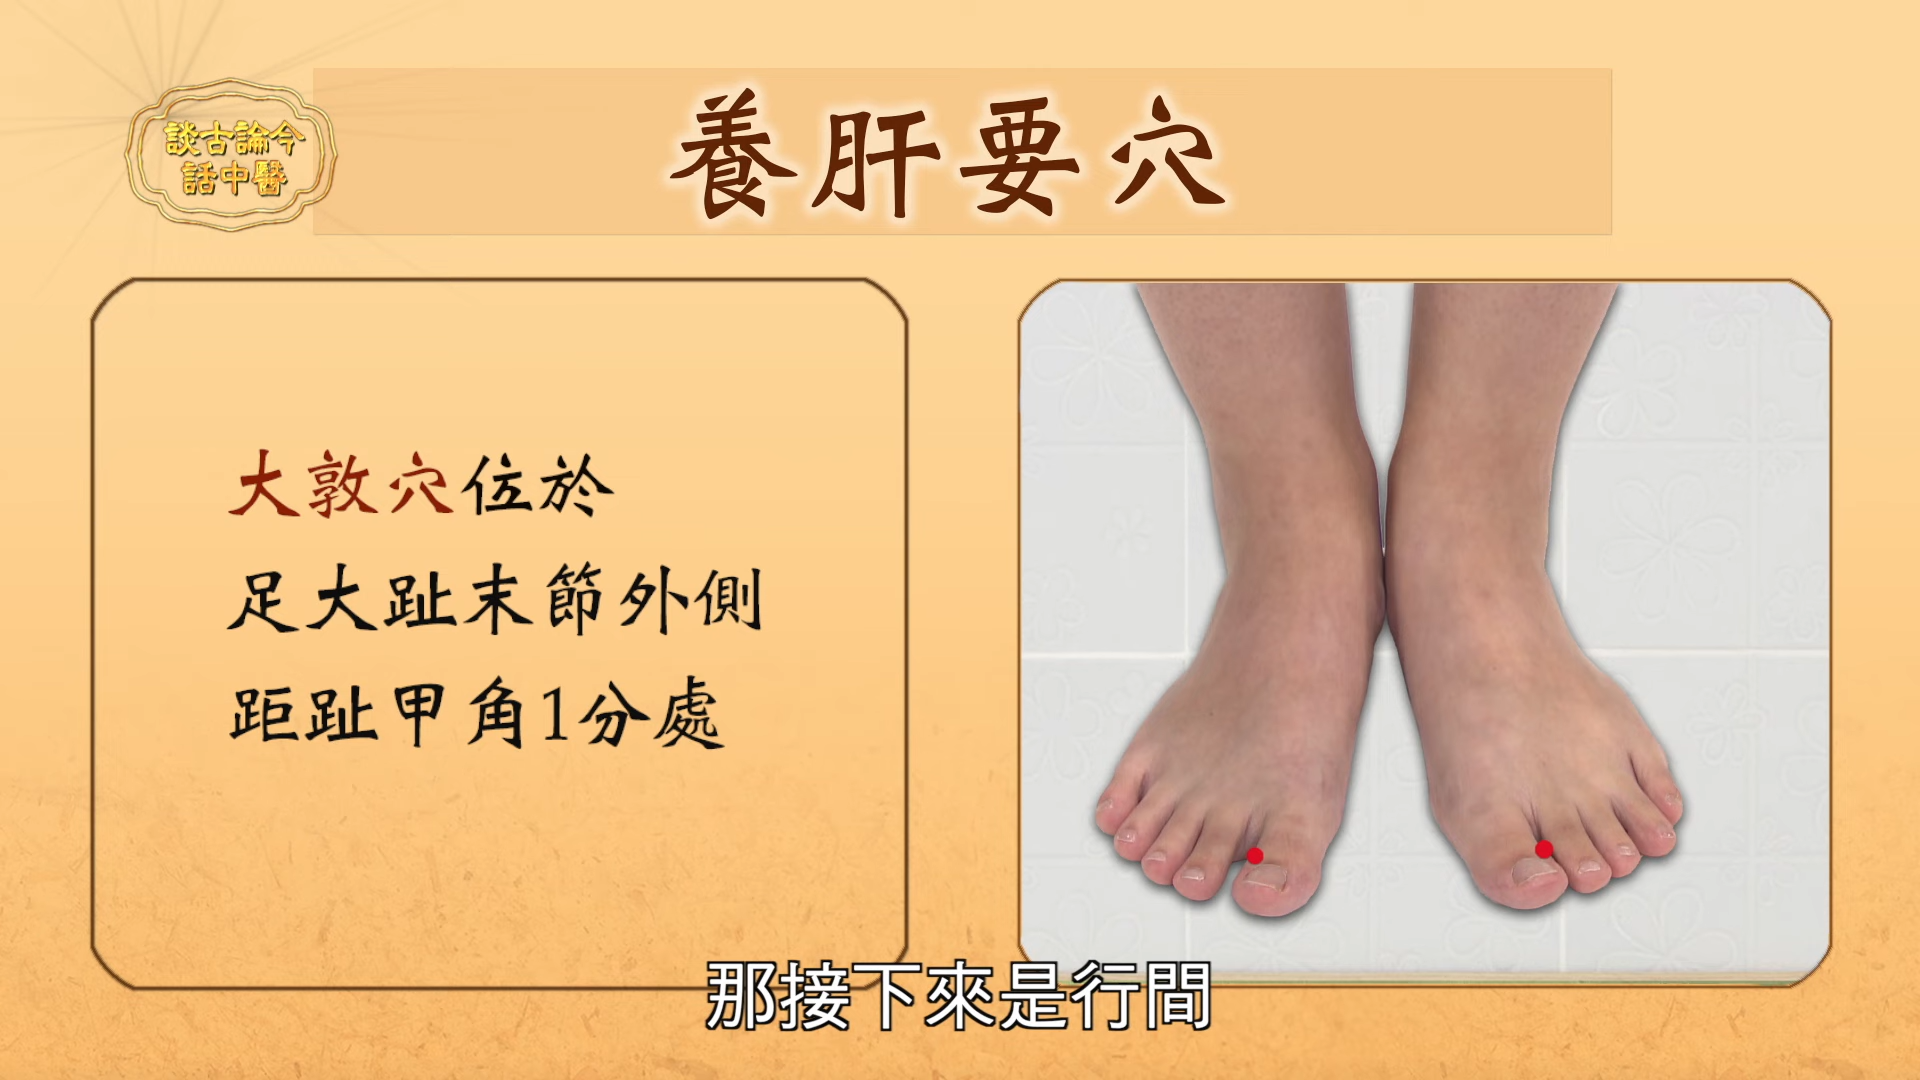 談古論今
話中醫
養肝要穴
大敦穴位於
足大趾末節外側
距趾甲角1分處
那接下來是行間